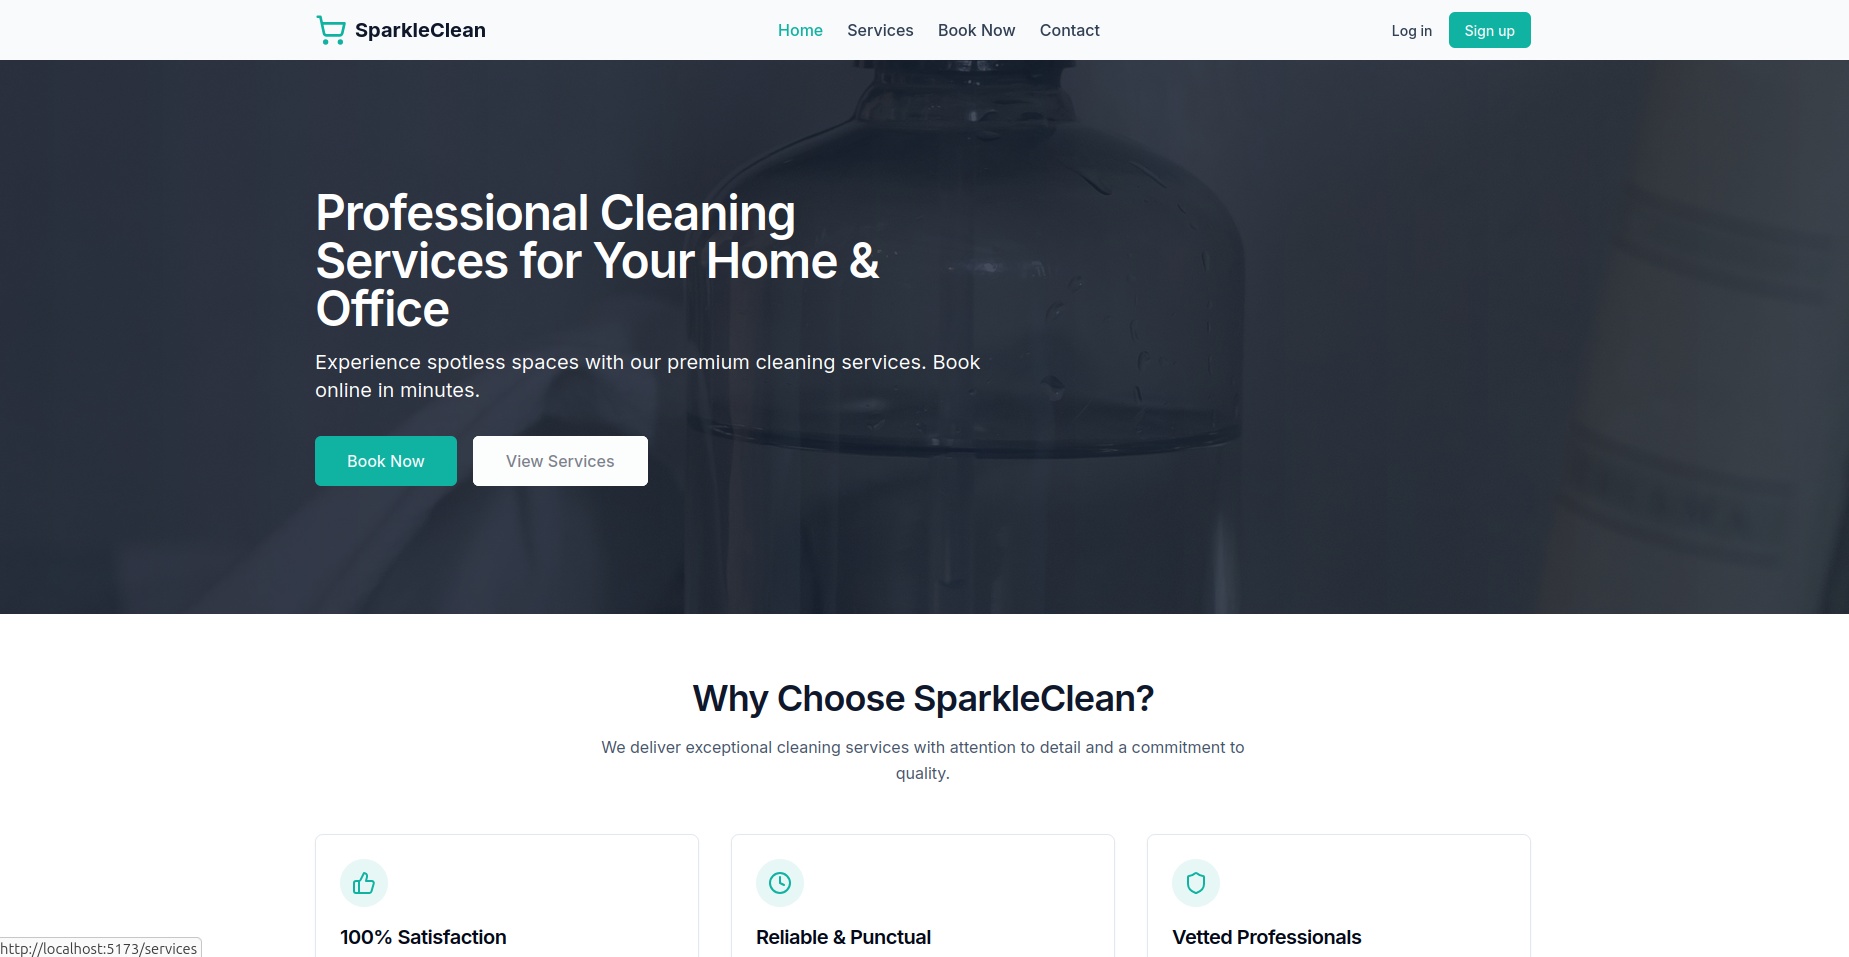 SparkleClean
Home
Services
Book Now
Contact
Log in
Sign up
Professional Cleaning
Services for Your Home &
Office
Experience spotless spaces with our premium cleaning services. Book
online in minutes.
Book Now
View Services
Why Choose SparkleClean?
We deliver exceptional cleaning services with attention to detail and a commitment to
quality.
100% Satisfaction
Reliable & Punctual
Vetted Professionals
http://localhost:5173/services